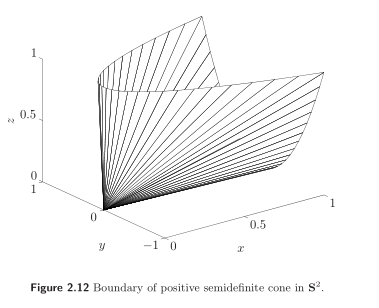 1
0.5
z
0
1
0
y
−1
0
0.5
x
1
Figure 2.12 Boundary of positive semidefinite cone in S².